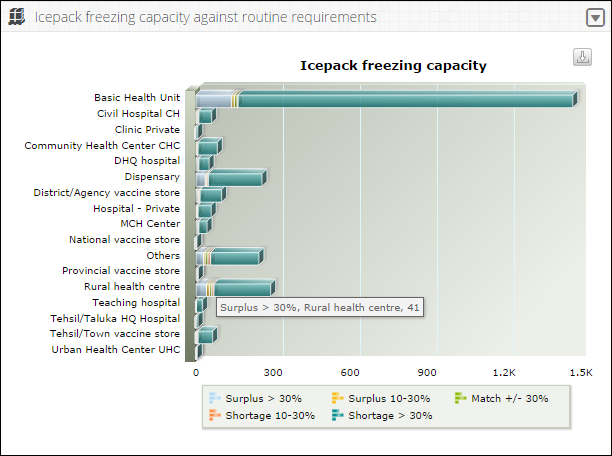 Icepack freezing capacity against routine requirements
Icepack freezing capacity
Basic Health Unit
Civil Hospital CH
Clinic Private
Community Health Center CHC
DHQ hospital
Dispensary
District/Agency vaccine store
Hospital - Private
MCH Center
National vaccine store
Others
Provincial vaccine store
Rural health centre
Teaching hospital
Surplus > 30%, Rural health centre, 41
Tehsil/Taluka HQ Hospital
Tehsil/Town vaccine store
Urban Health Center UHC
0 300 600 900 1.2K 1.5K
Surplus > 30% Surplus 10-30% Match +/- 30%
Shortage 10-30% Shortage > 30%